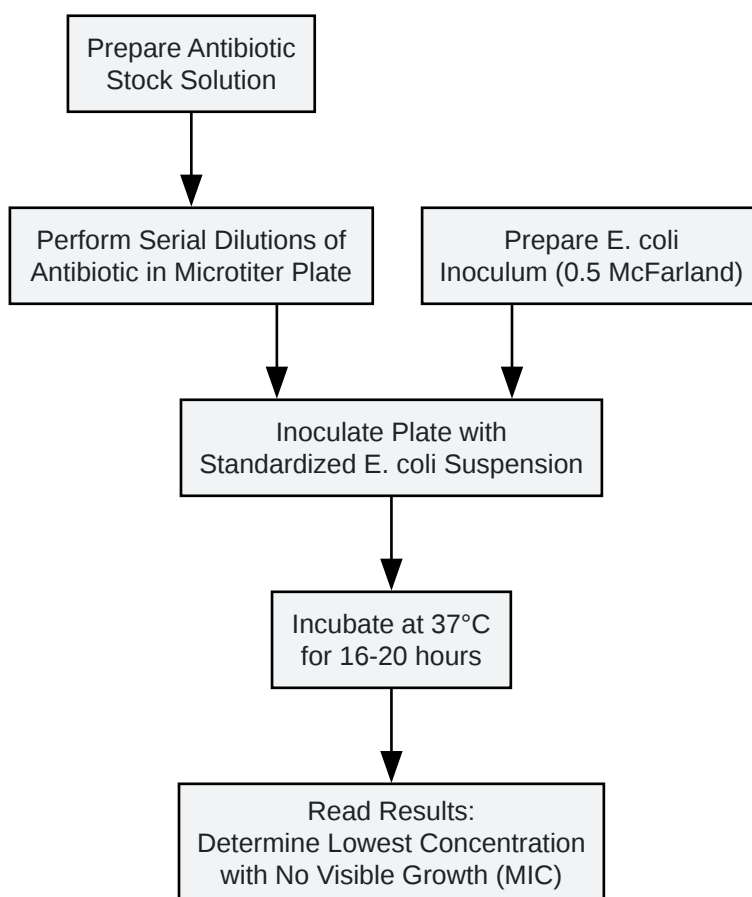 Prepare Antibiotic
Stock Solution
Perform Serial Dilutions of
Antibiotic in Microtiter Plate
Prepare E. coli
Inoculum (0.5 McFarland)
Inoculate Plate with
Standardized E. coli Suspension
Incubate at 37°C
for 16-20 hours
Read Results:
Determine Lowest Concentration
with No Visible Growth (MIC)